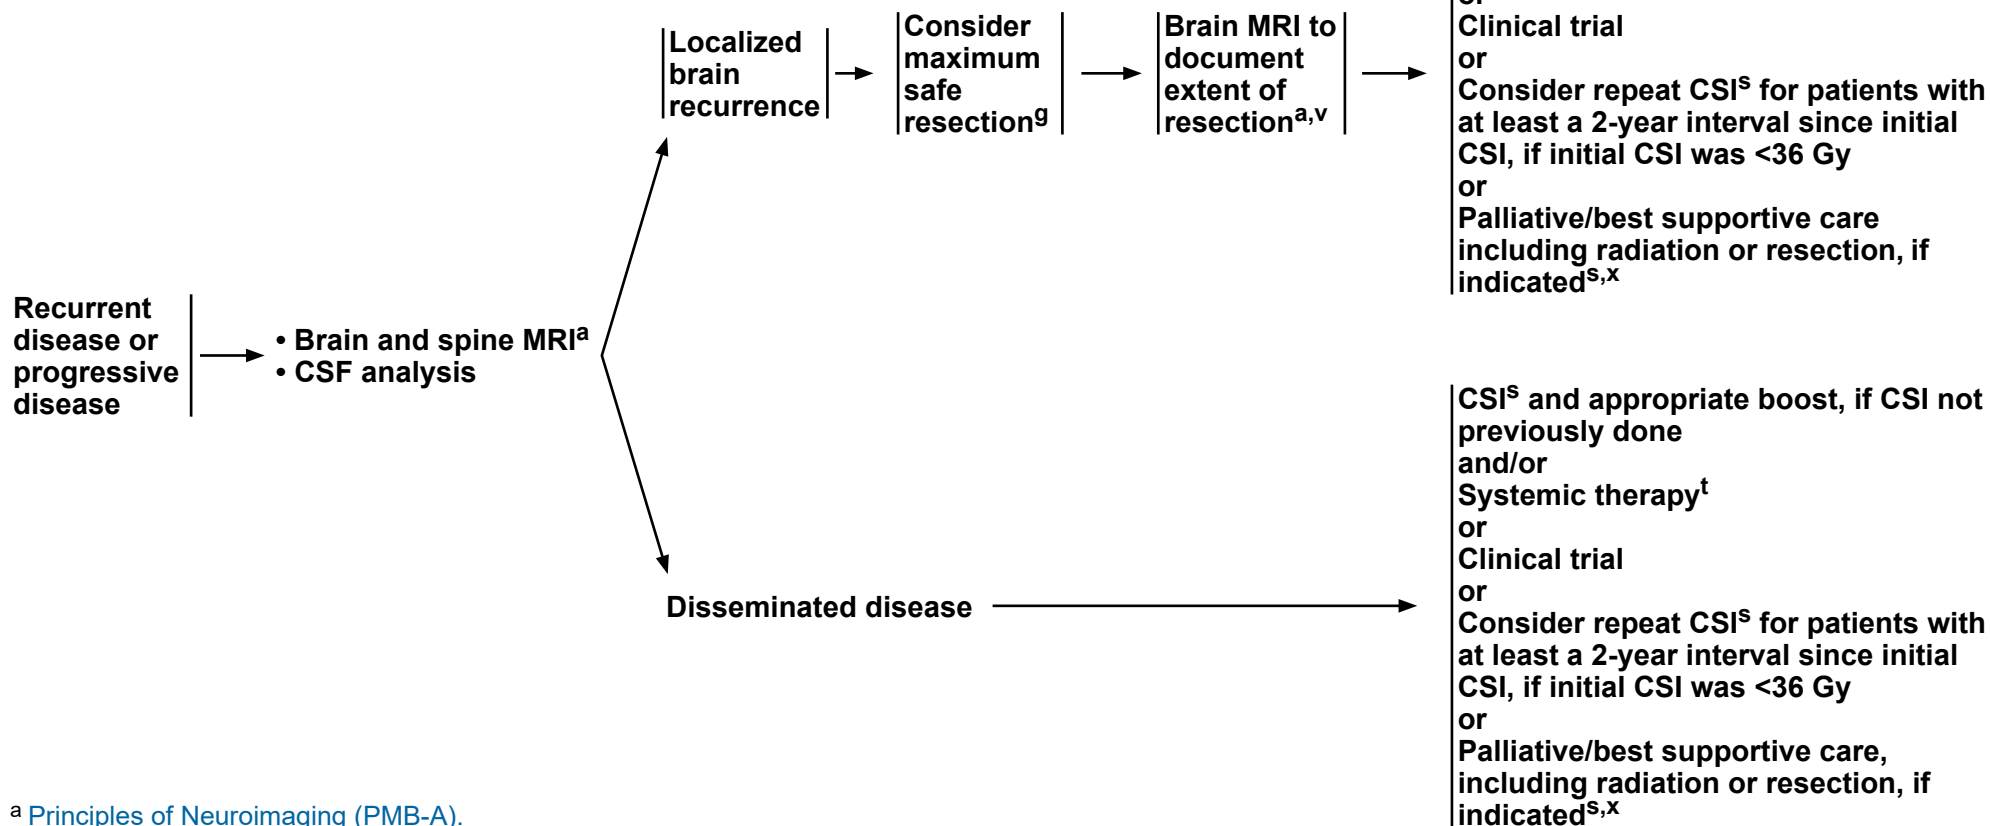 or
Clinical trial
or
Consider repeat CSIˢ for patients with
at least a 2-year interval since initial
CSI, if initial CSI was <36 Gy
or
Palliative/best supportive care
including radiation or resection, if
indicatedˢ,ˣ
Localized
brain
recurrence
Consider
maximum
safe
resectionᵍ
Brain MRI to
document
extent of
resectionᵃ,ᵛ
Recurrent
disease or
progressive
disease
• Brain and spine MRIᵃ
• CSF analysis
Disseminated disease
CSIˢ and appropriate boost, if CSI not
previously done
and/or
Systemic therapyᵗ
or
Clinical trial
or
Consider repeat CSIˢ for patients with
at least a 2-year interval since initial
CSI, if initial CSI was <36 Gy
or
Palliative/best supportive care,
including radiation or resection, if
indicatedˢ,ˣ
ᵃ Principles of Neuroimaging (PMB-A).